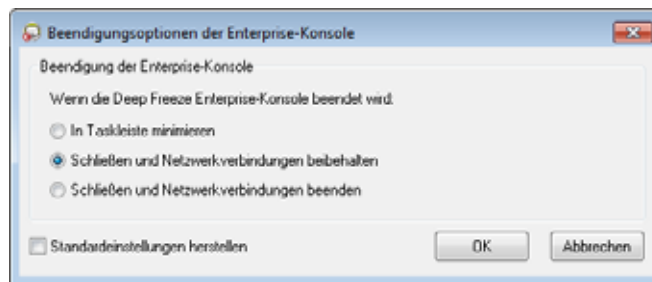 Beendigungsoptionen der Enterprise-Konsole
Beendigung der Enterprise-Konsole
Wenn die Deep Freeze Enterprise-Konsole beendet wird:
In Taskleiste minimieren
Schließen und Netzwerkverbindungen beibehalten
Schließen und Netzwerkverbindungen beenden
Standardeinstellungen herstellen
OK
Abbrechen